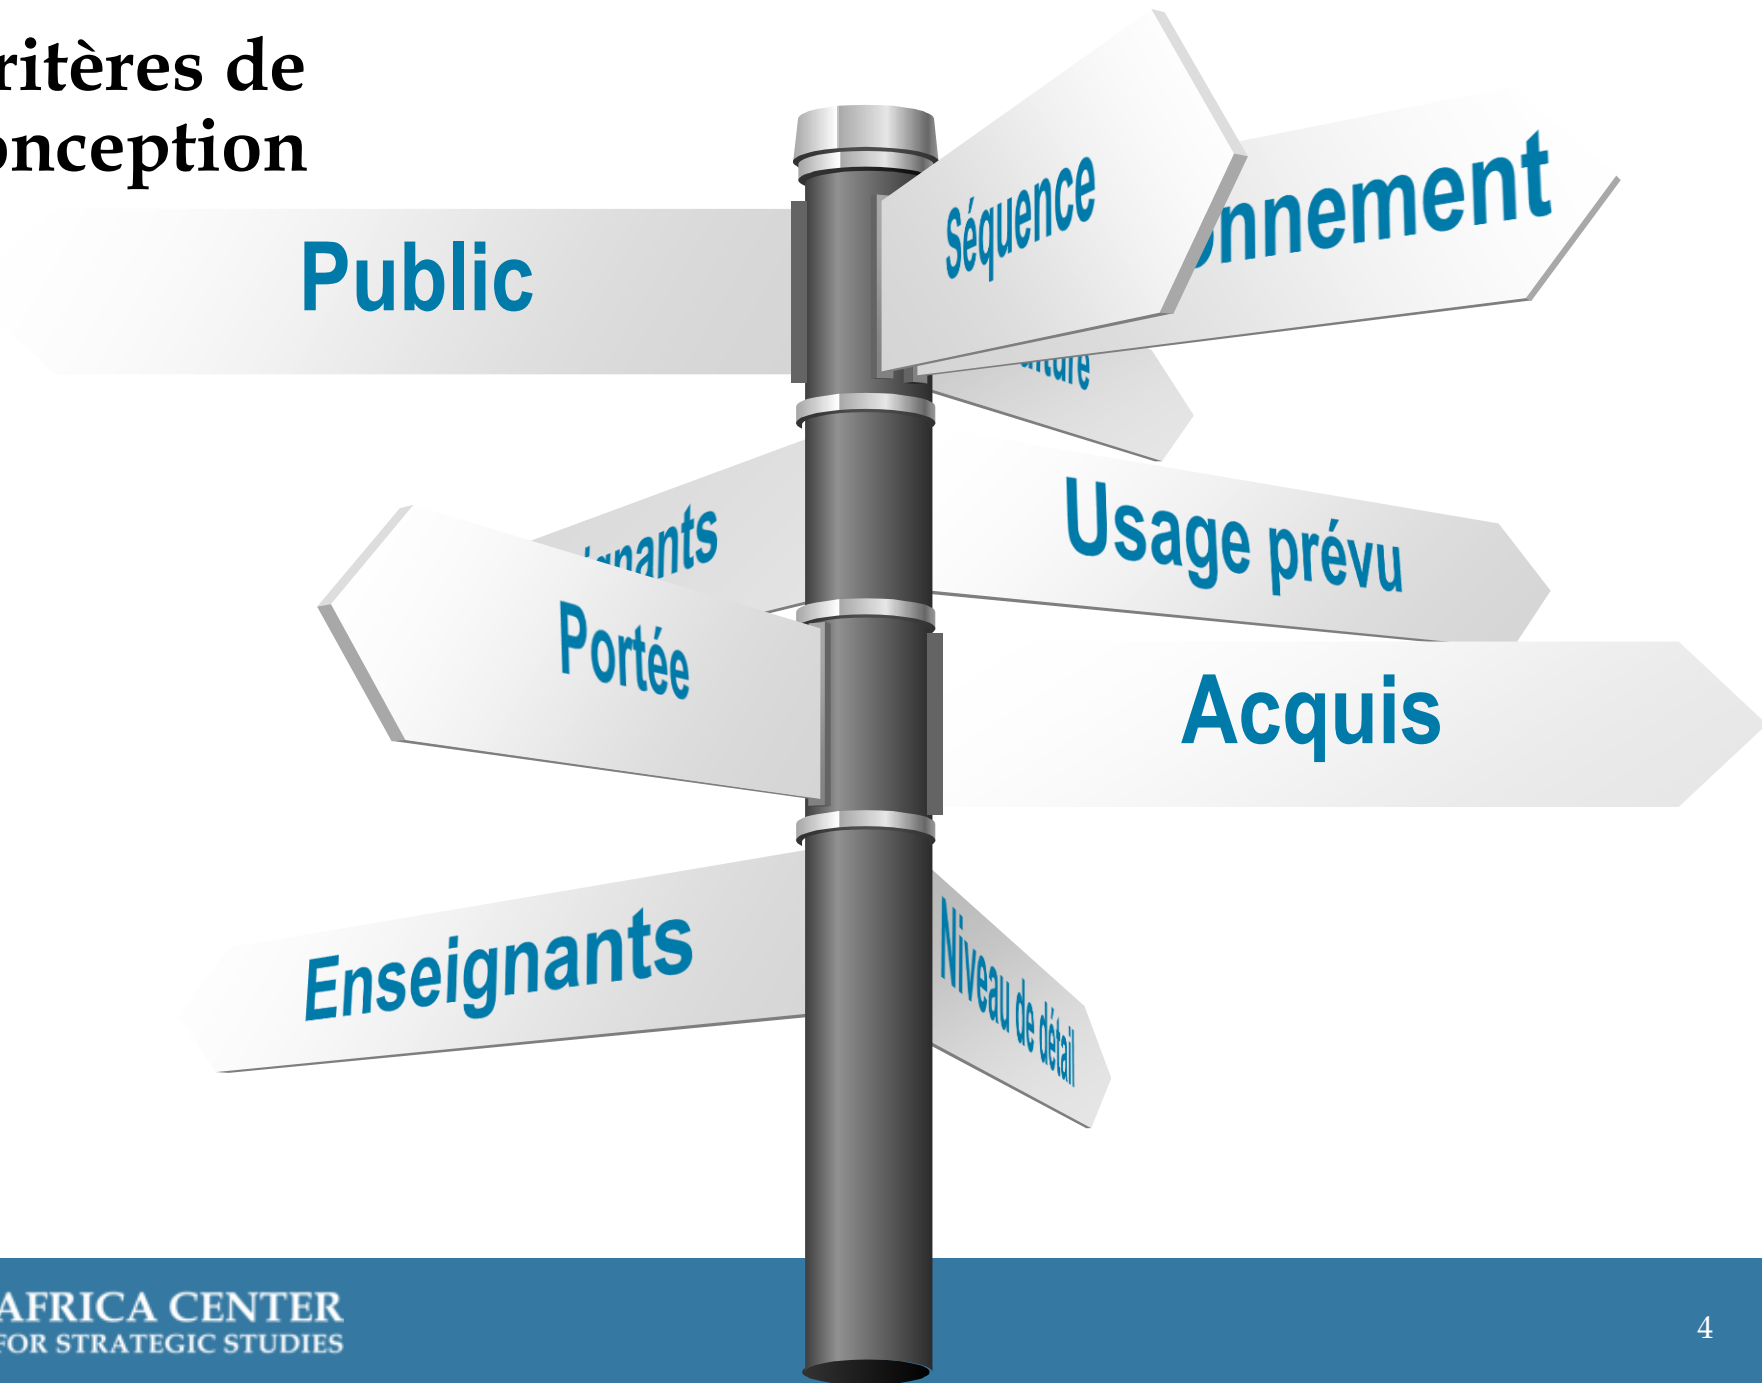 ritères de
onception
Public
Séquence
nnement
Usage prévu
gnants
Portée
Acquis
Enseignants
Niveau de détail
AFRICA CENTER
FOR STRATEGIC STUDIES
4